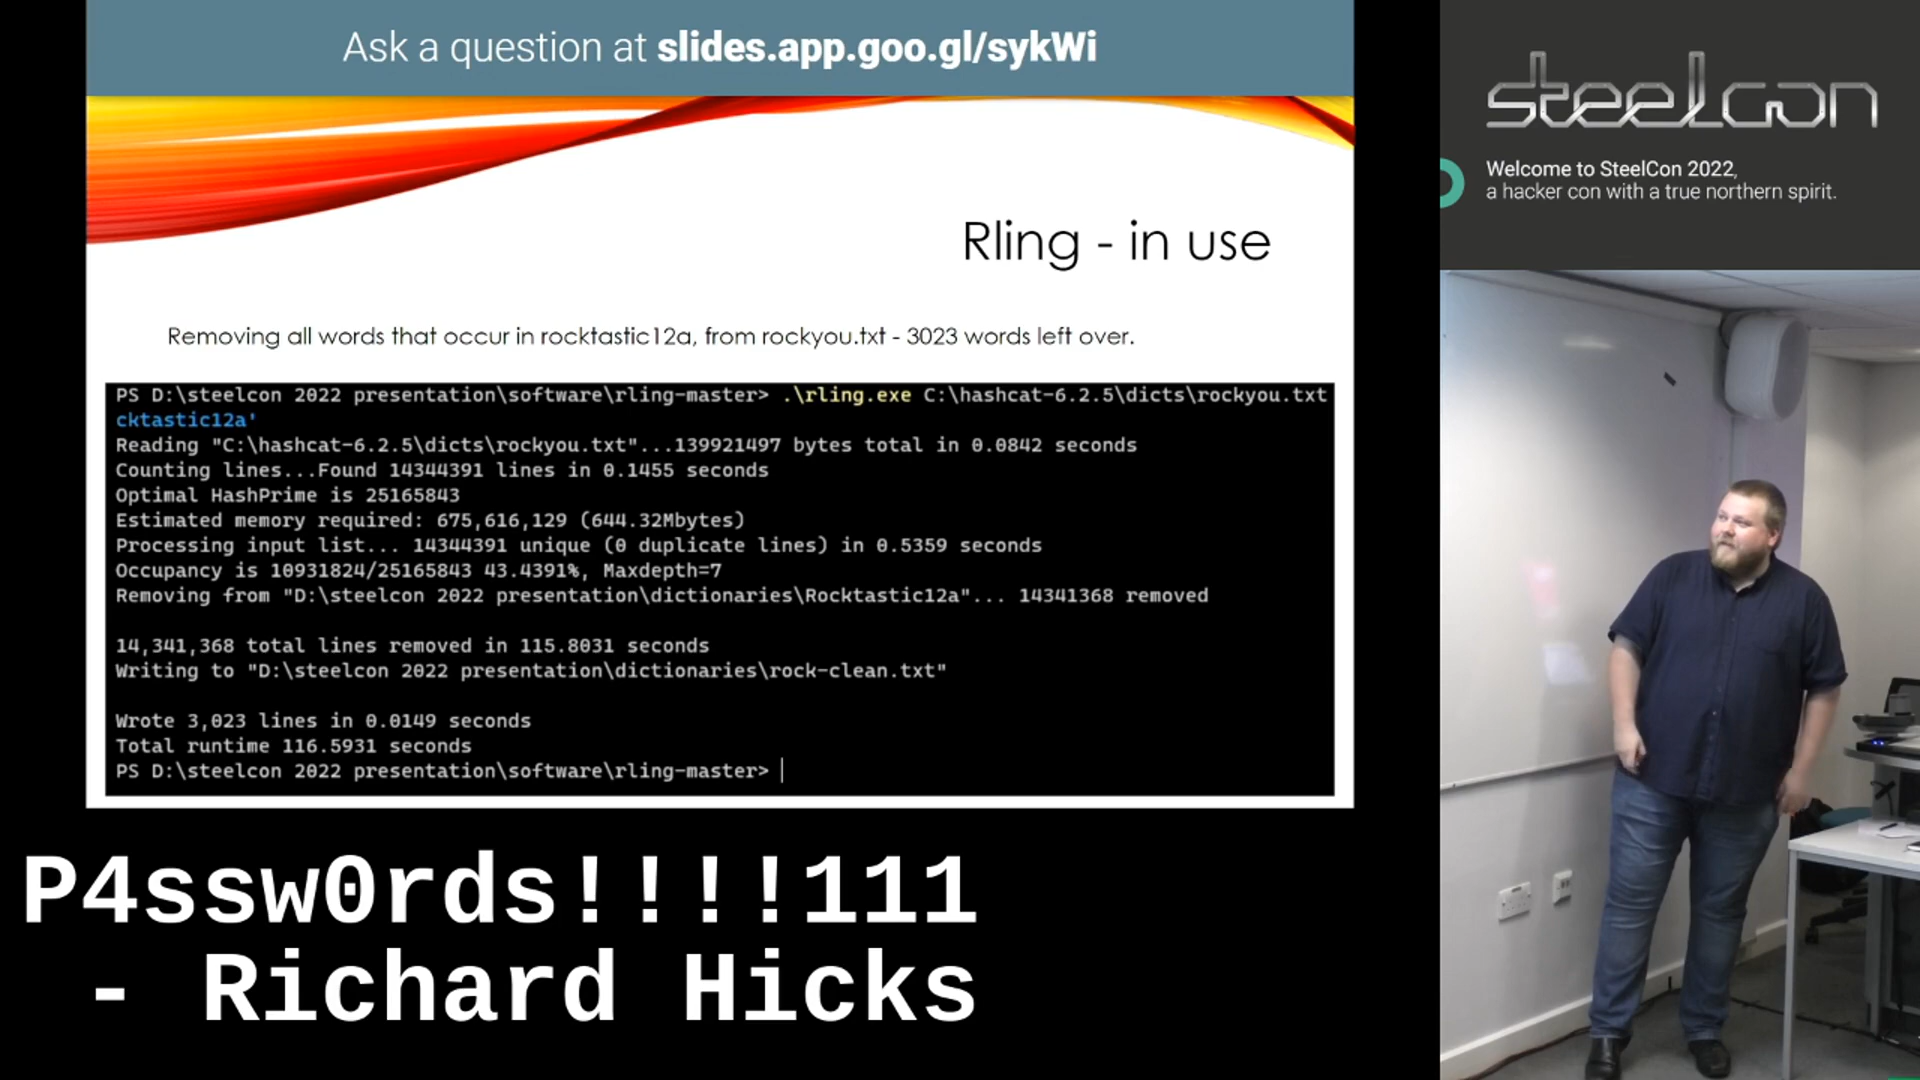 Ask a question at slides.app.goo.gl/sykWi
steelcon
Welcome to SteelCon 2022,
a hacker con with a true northern spirit.
Rling - in use
Removing all words that occur in rocktastic12a, from rockyou.txt - 3023 words left over.
PS D:\steelcon 2022 presentation\software\rling-master> .\rling.exe C:\hashcat-6.2.5\dicts\rockyou.txt
cktastic12a'
Reading "C:\hashcat-6.2.5\dicts\rockyou.txt"...139921497 bytes total in 0.0842 seconds
Counting lines...Found 14344391 lines in 0.1455 seconds
Optimal HashPrime is 25165843
Estimated memory required: 675,616,129 (644.32Mbytes)
Processing input list... 14344391 unique (0 duplicate lines) in 0.5359 seconds
Occupancy is 10931824/25165843 43.4391%, Maxdepth=7
Removing from "D:\steelcon 2022 presentation\dictionaries\Rocktastic12a"... 14341368 removed
14,341,368 total lines removed in 115.8031 seconds
Writing to "D:\steelcon 2022 presentation\dictionaries\rock-clean.txt"
Wrote 3,023 lines in 0.0149 seconds
Total runtime 116.5931 seconds
PS D:\steelcon 2022 presentation\software\rling-master>
P4ssw0rds!!!!111
- Richard Hicks